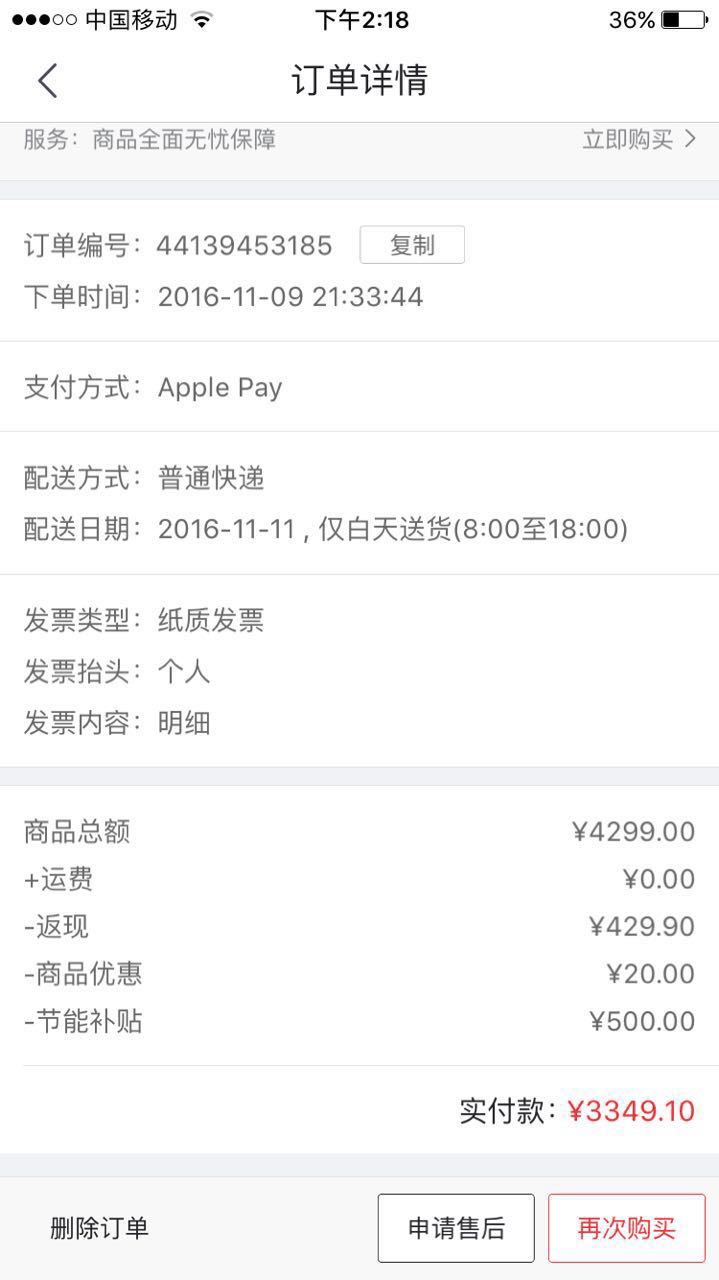 中国移动 下午2:18 36%
订单详情
服务：商品全面无忧保障 立即购买
订单编号：44139453185 复制
下单时间：2016-11-09 21:33:44
支付方式：Apple Pay
配送方式：普通快递
配送日期：2016-11-11 , 仅白天送货(8:00至18:00)
发票类型：纸质发票
发票抬头：个人
发票内容：明细
商品总额 ¥4299.00
+运费 ¥0.00
-返现 ¥429.90
-商品优惠 ¥20.00
-节能补贴 ¥500.00
实付款：¥3349.10
删除订单 申请售后 再次购买